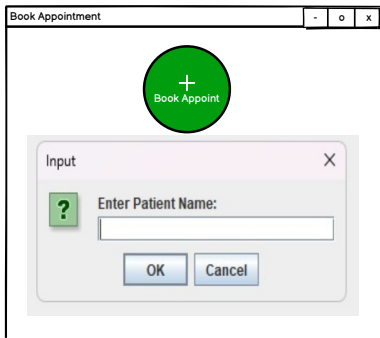 Book Appointment
- o x
+
Book Appoint
Input X
?
Enter Patient Name:
OK Cancel